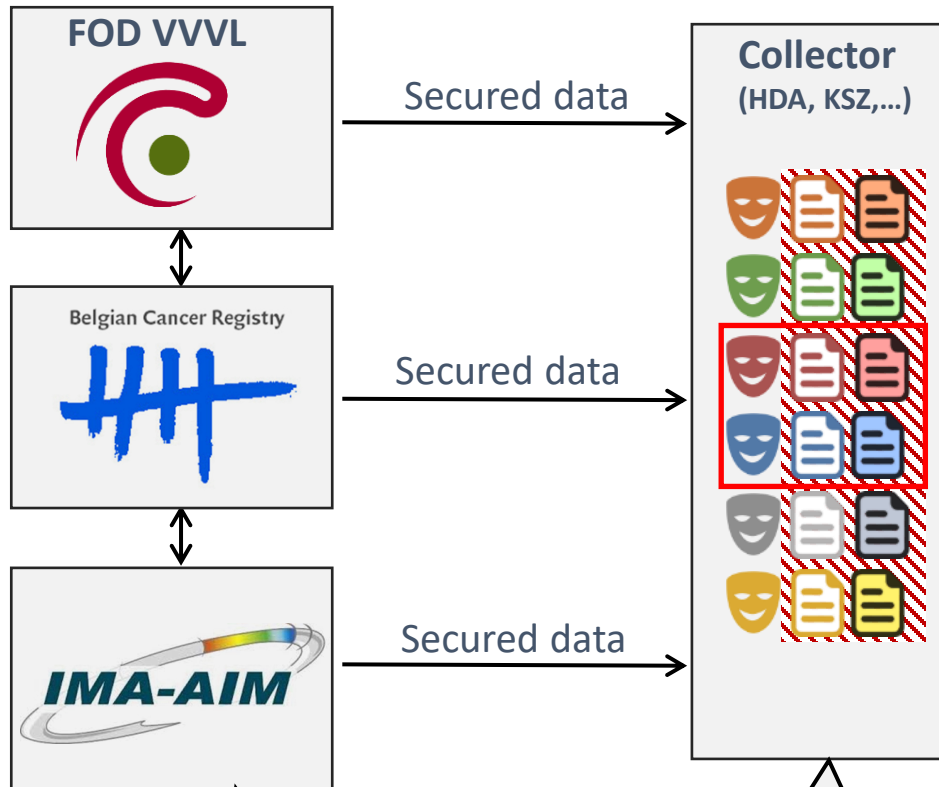 FOD VVVL
Secured data
Collector
(HDA, KSZ,...)
Belgian Cancer Registry
Secured data
Secured data
IMA-AIM